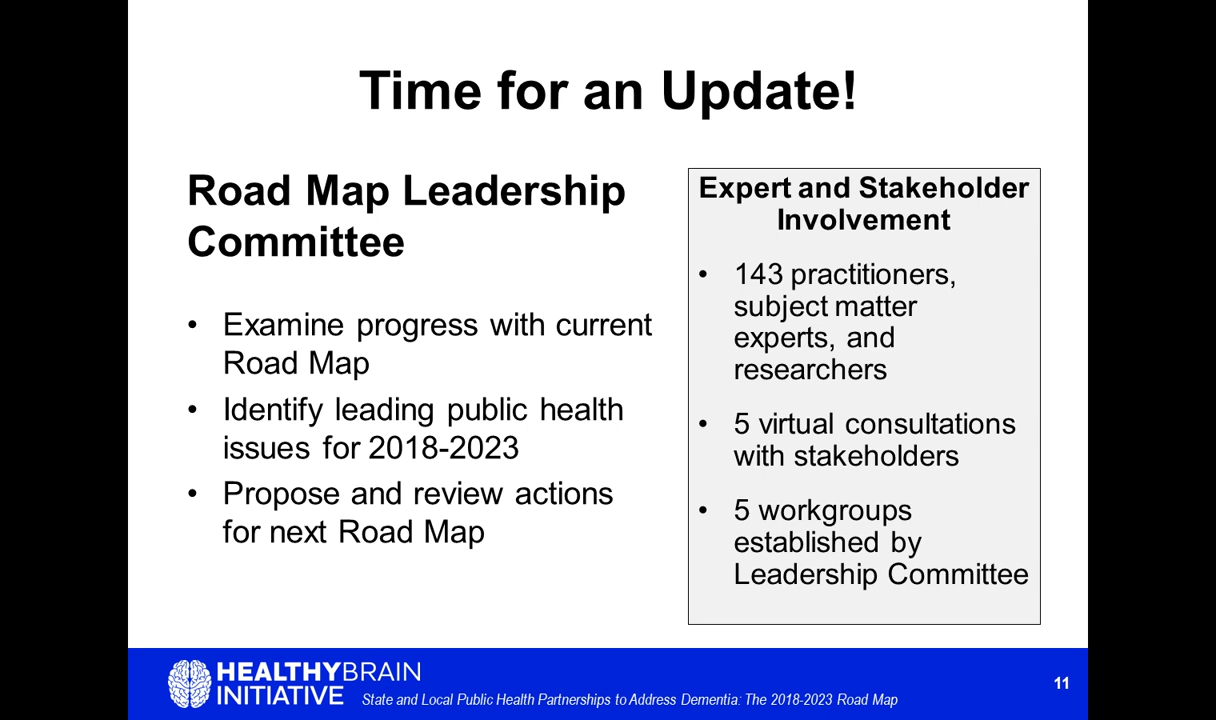 Time for an Update!
Road Map Leadership
Committee
• Examine progress with current
Road Map
• Identify leading public health
issues for 2018-2023
• Propose and review actions
for next Road Map
Expert and Stakeholder
Involvement
• 143 practitioners,
subject matter
experts, and
researchers
• 5 virtual consultations
with stakeholders
• 5 workgroups
established by
Leadership Committee
HEALTHYBRAIN
INITIATIVE
State and Local Public Health Partnerships to Address Dementia: The 2018-2023 Road Map
11